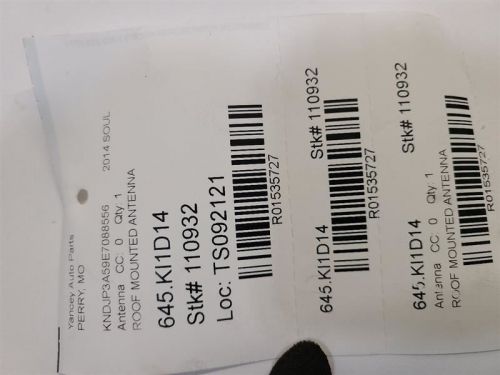 Yancey Auto Parts
PERRY, MO
KNDJP3A59E7088556 2014 SOUL
Antenna CC: 0 Qty 1
ROOF MOUNTED ANTENNA
645.KI1D14
Stk# 110932
Loc: TS092121
R01535727
645.KI1D14 Stk# 110932
R01535727
Stk# 110932
645.KI1D14
Antenna CC: 0 Qty 1
ROOF MOUNTED ANTENNA
R01535727